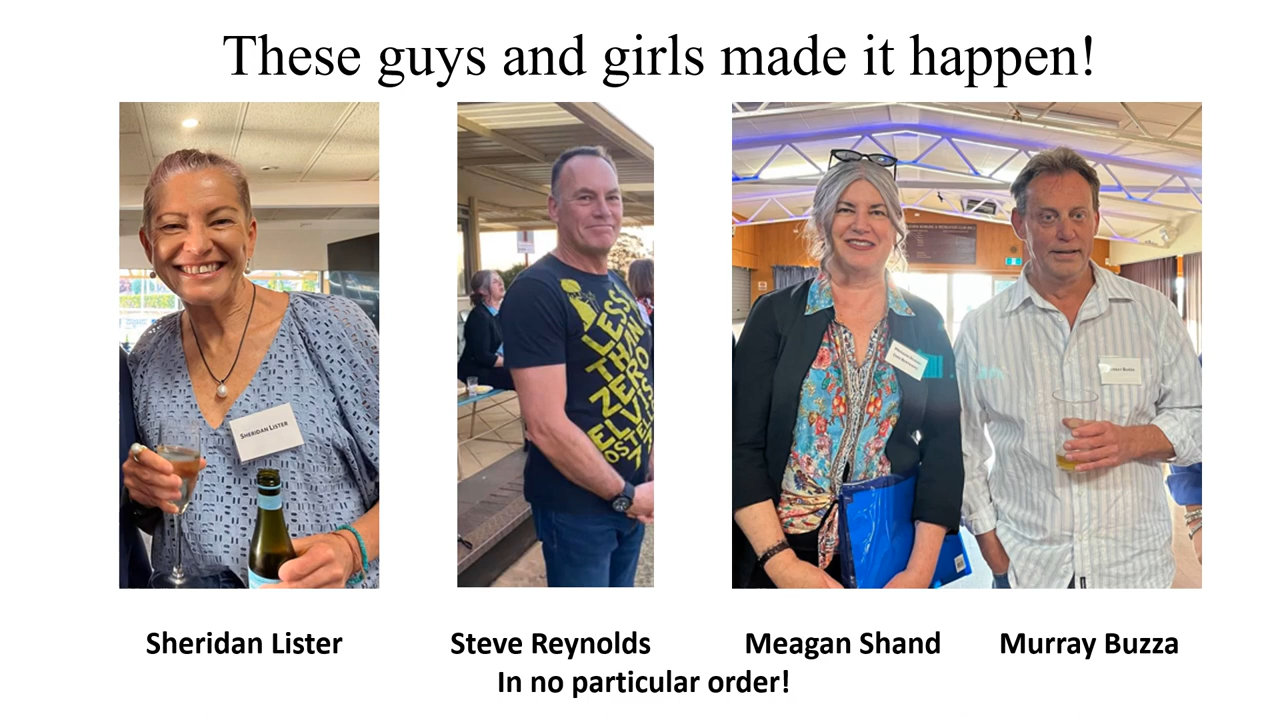 These guys and girls made it happen!
SHERIDAN LISTER
LESS
THAN
ZERO
ELVIS
Sheridan Lister Steve Reynolds Meagan Shand Murray Buzza
In no particular order!